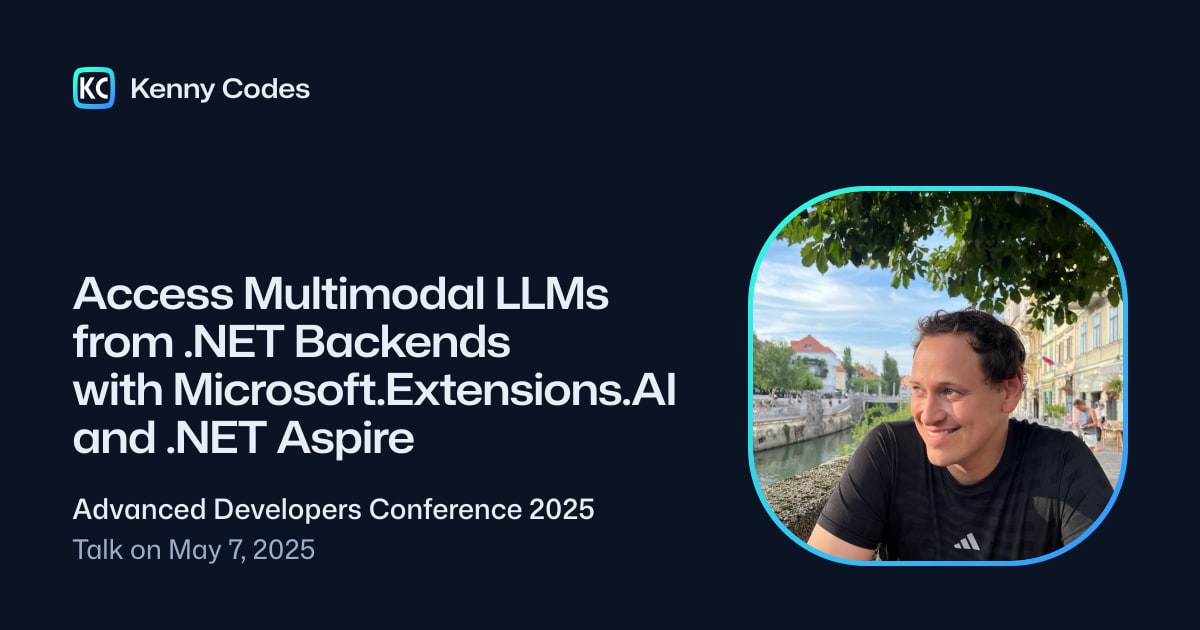 KC Kenny Codes
Access Multimodal LLMs
from .NET Backends
with Microsoft.Extensions.AI
and .NET Aspire
Advanced Developers Conference 2025
Talk on May 7, 2025